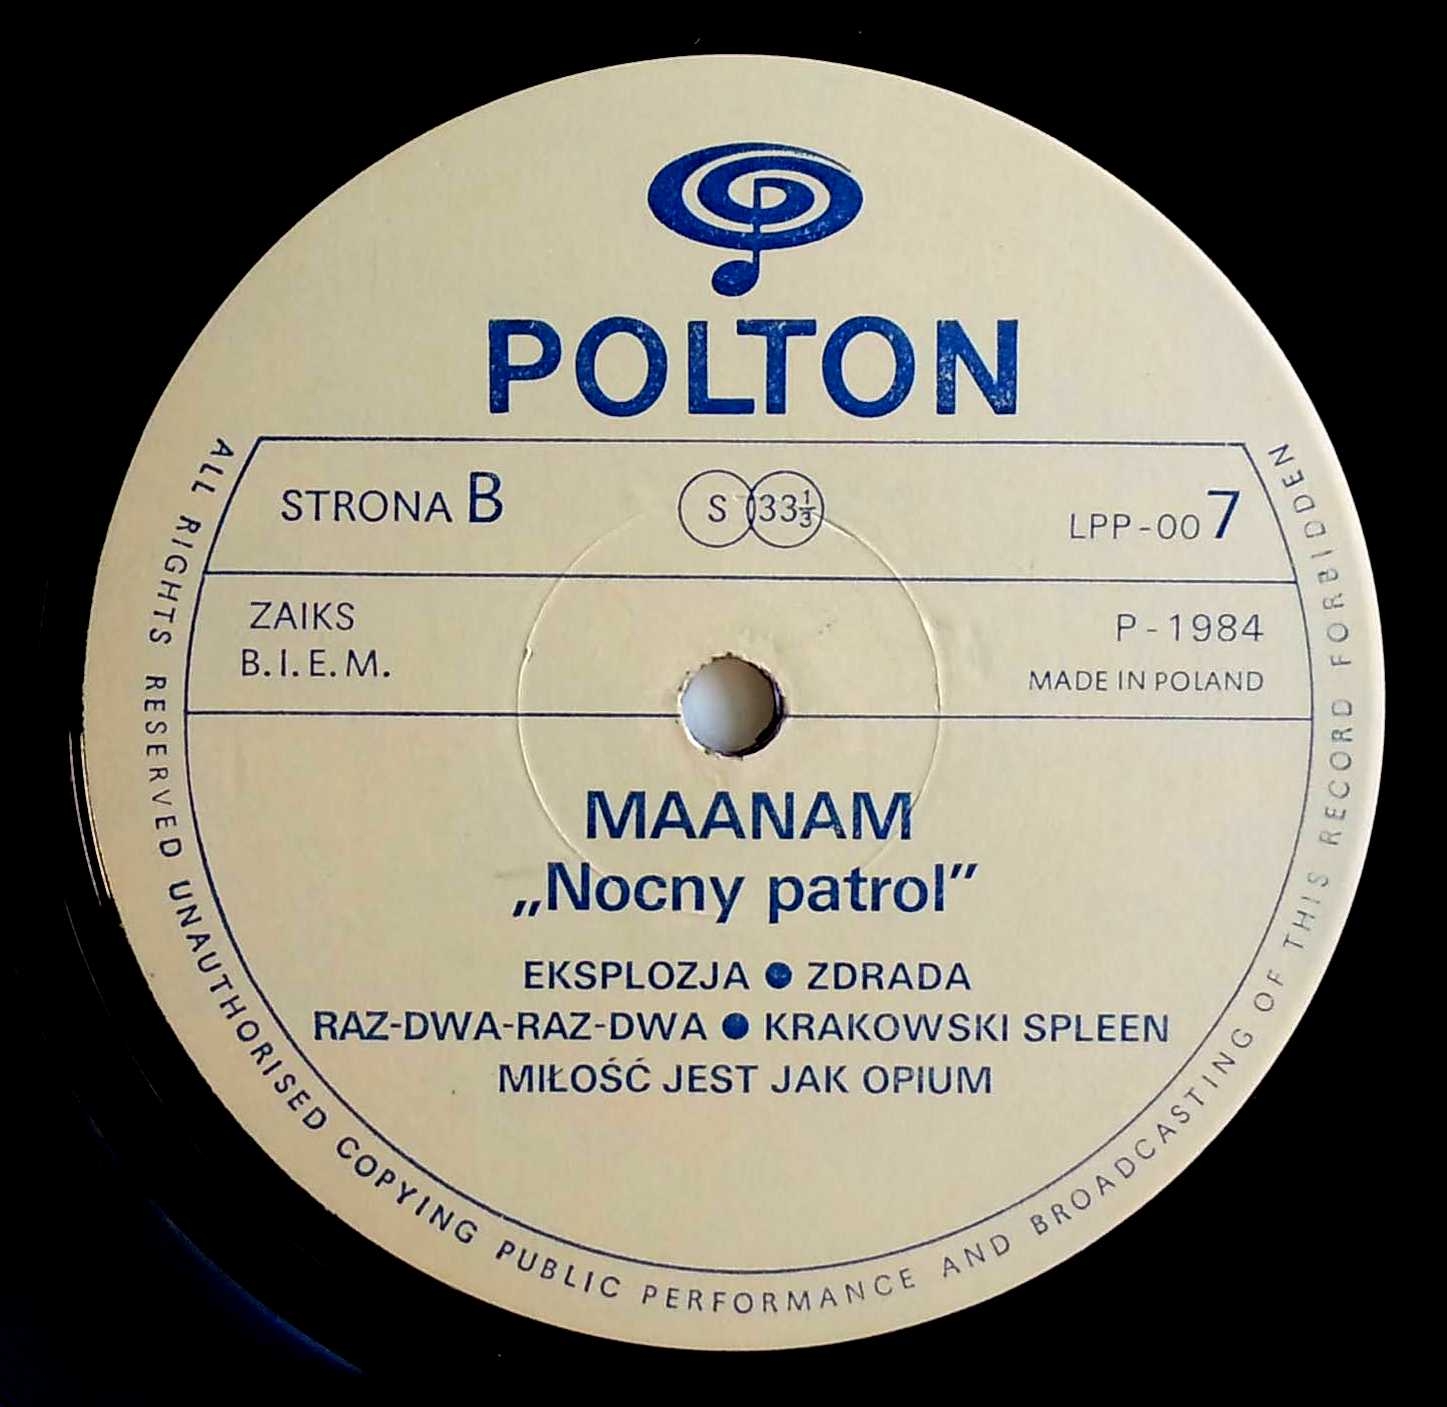 POLTON
STRONA B
S 33⅓
LPP-007
ZAIKS
B.I.E.M.
P-1984
MADE IN POLAND
MAANAM
„Nocny patrol”
EKSPLOZJA ● ZDRADA
RAZ-DWA-RAZ-DWA ● KRAKOWSKI SPLEEN
MIŁOŚĆ JEST JAK OPIUM
ALL RIGHTS RESERVED UNAUTHORISED COPYING PUBLIC PERFORMANCE AND BROADCASTING OF THIS RECORD FORBIDDEN